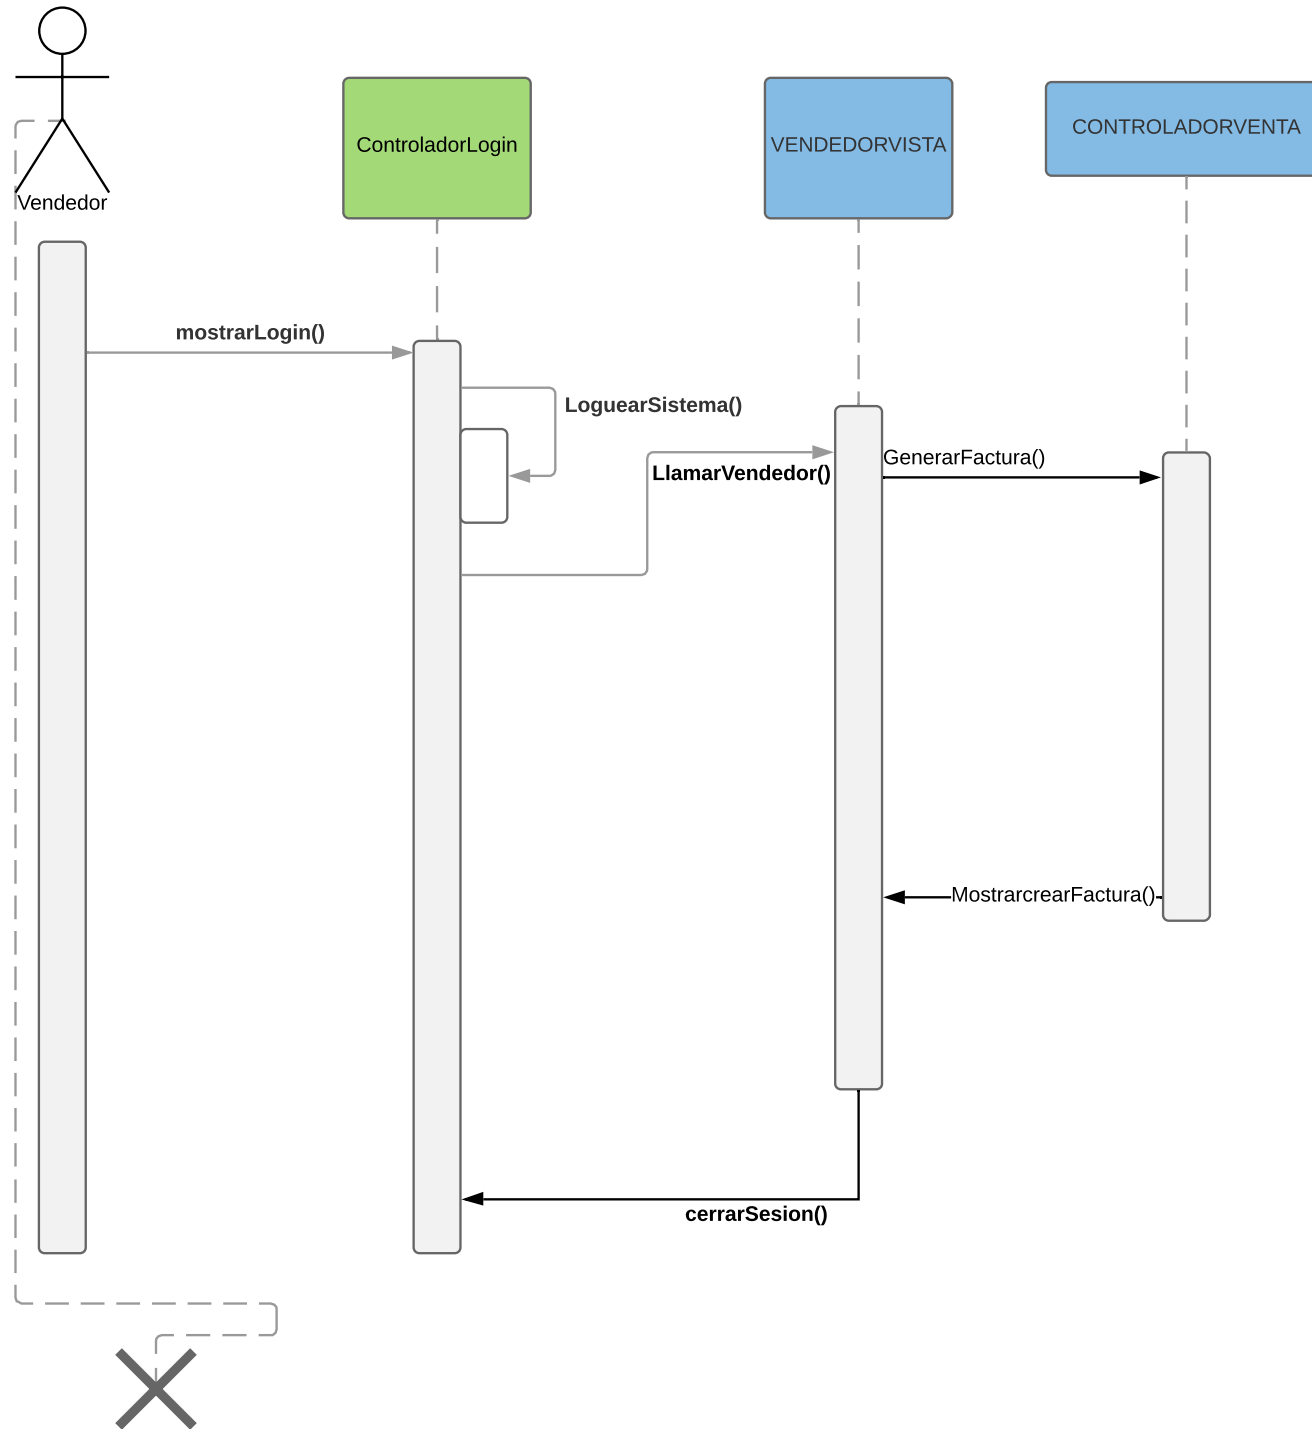 Vendedor
ControladorLogin
VENDEDORVISTA
CONTROLADORVENTA
mostrarLogin()
LoguearSistema()
LlamarVendedor()
GenerarFactura()
MostrarcrearFactura()
cerrarSesion()